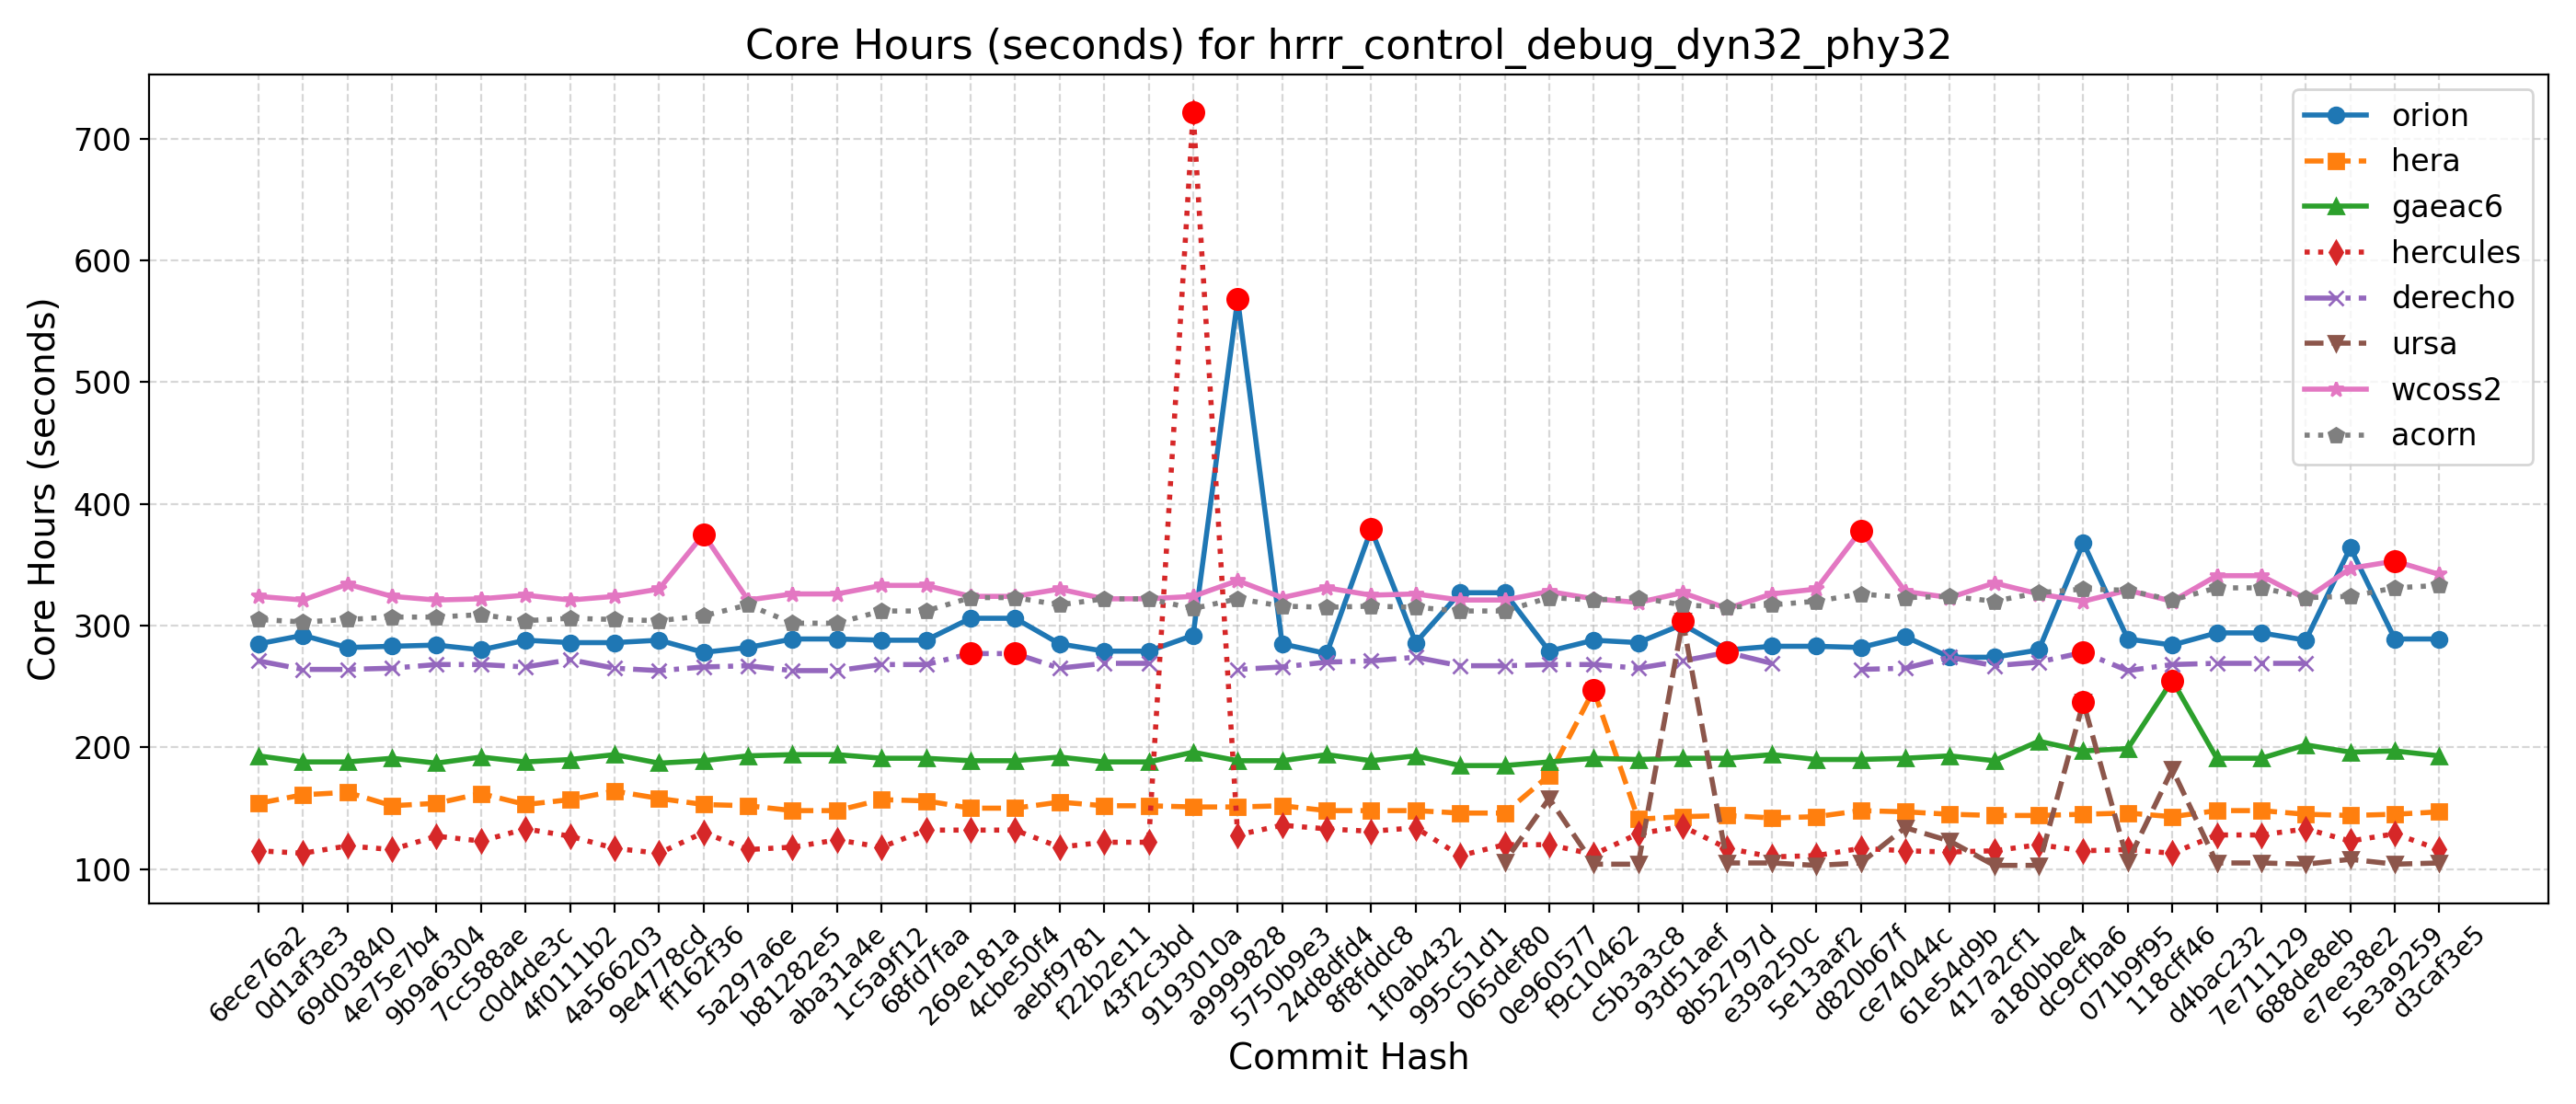 Core Hours (seconds) for hrrr_control_debug_dyn32_phy32
Core Hours (seconds)
700
600
500
400
300
200
100
orion
hera
gaeac6
hercules
derecho
ursa
wcoss2
acorn
6ece76a2
0d1af3e3
69d03840
4e75e7b4
9b9a6304
7cc588ae
c0d4de3c
4f0111b2
4a566203
9e4778cd
ff162f36
5a297a6e
b81282e5
aba31a4e
1c5a9f12
68fd7faa
269e181a
4cbe50f4
aebf9781
f22b2e11
43f2c3bd
9193010a
a9999828
5750b9e3
24d8dfd4
8f8fddc8
1f0ab432
995c51d1
065def80
0e960577
f9c10462
c5b3a3c8
93d51aef
8b52797d
e39a250c
5e13aaf2
d820b67f
ce74044c
61e54d9b
417a2cf1
a180bbe4
dc9cfba6
071b9f95
118cff46
d4bac232
7e711129
688de8eb
e7ee38e2
5e3a9259
d3caf3e5
Commit Hash